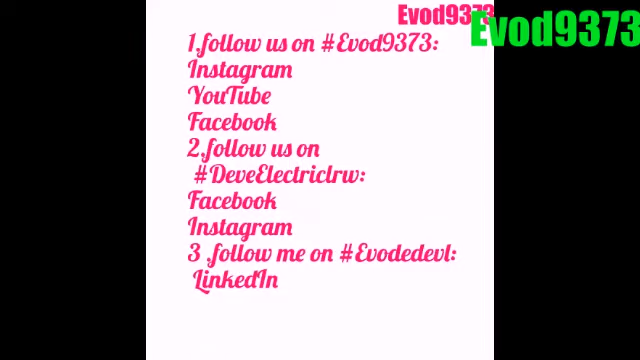 Evod9373
Evod9373
1.follow us on #Evod9373:
Instagram
YouTube
Facebook
2.follow us on
#DeveElectriclrw:
Facebook
Instagram
3 .follow me on #Evodedevl:
LinkedIn